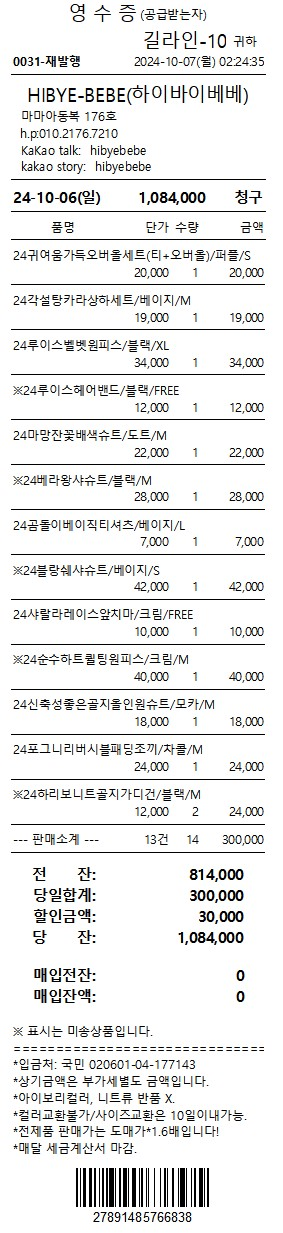 영 수 증 (공급받는자)
길라인-10 귀하
0031-재발행 2024-10-07(월) 02:24:35
HIBYE-BEBE(하이바이베베)
마마아동복 176호
h.p:010.2176.7210
KaKao talk: hibyebebe
kakao story: hibyebebe
24-10-06(일) 1,084,000 청구
품명 단가 수량 금액
24귀여움가득오버올세트(티+오버올)/퍼플/S
20,000 1 20,000
24각설탕카라상하세트/베이지/M
19,000 1 19,000
24루이스벨벳원피스/블랙/XL
34,000 1 34,000
※24루이스헤어밴드/블랙/FREE
12,000 1 12,000
24마망잔꽃배색슈트/도트/M
22,000 1 22,000
※24베라왕샤슈트/블랙/M
28,000 1 28,000
24곰돌이베이직티셔츠/베이지/L
7,000 1 7,000
※24블랑쉐샤슈트/베이지/S
42,000 1 42,000
24샤랄라레이스앞치마/크림/FREE
10,000 1 10,000
※24순수하트퀼팅원피스/크림/M
40,000 1 40,000
24신축성좋은골지올인원슈트/모카/M
18,000 1 18,000
24포그니리버시블패딩조끼/차콜/M
24,000 1 24,000
※24하리보니트골지가디건/블랙/M
12,000 2 24,000
--- 판매소계 --- 13건 14 300,000
전 잔: 814,000
당일합계: 300,000
할인금액: 30,000
당 잔: 1,084,000
매입전잔: 0
매입잔액: 0
※ 표시는 미송상품입니다.
==============================
*입금처: 국민 020601-04-177143
*상기금액은 부가세별도 금액입니다.
*아이보리컬러, 니트류 반품 X.
*컬러교환불가/사이즈교환은 10일이내가능.
*전제품 판매가는 도매가*1.6배입니다!
*매달 세금계산서 마감.
27891485766838